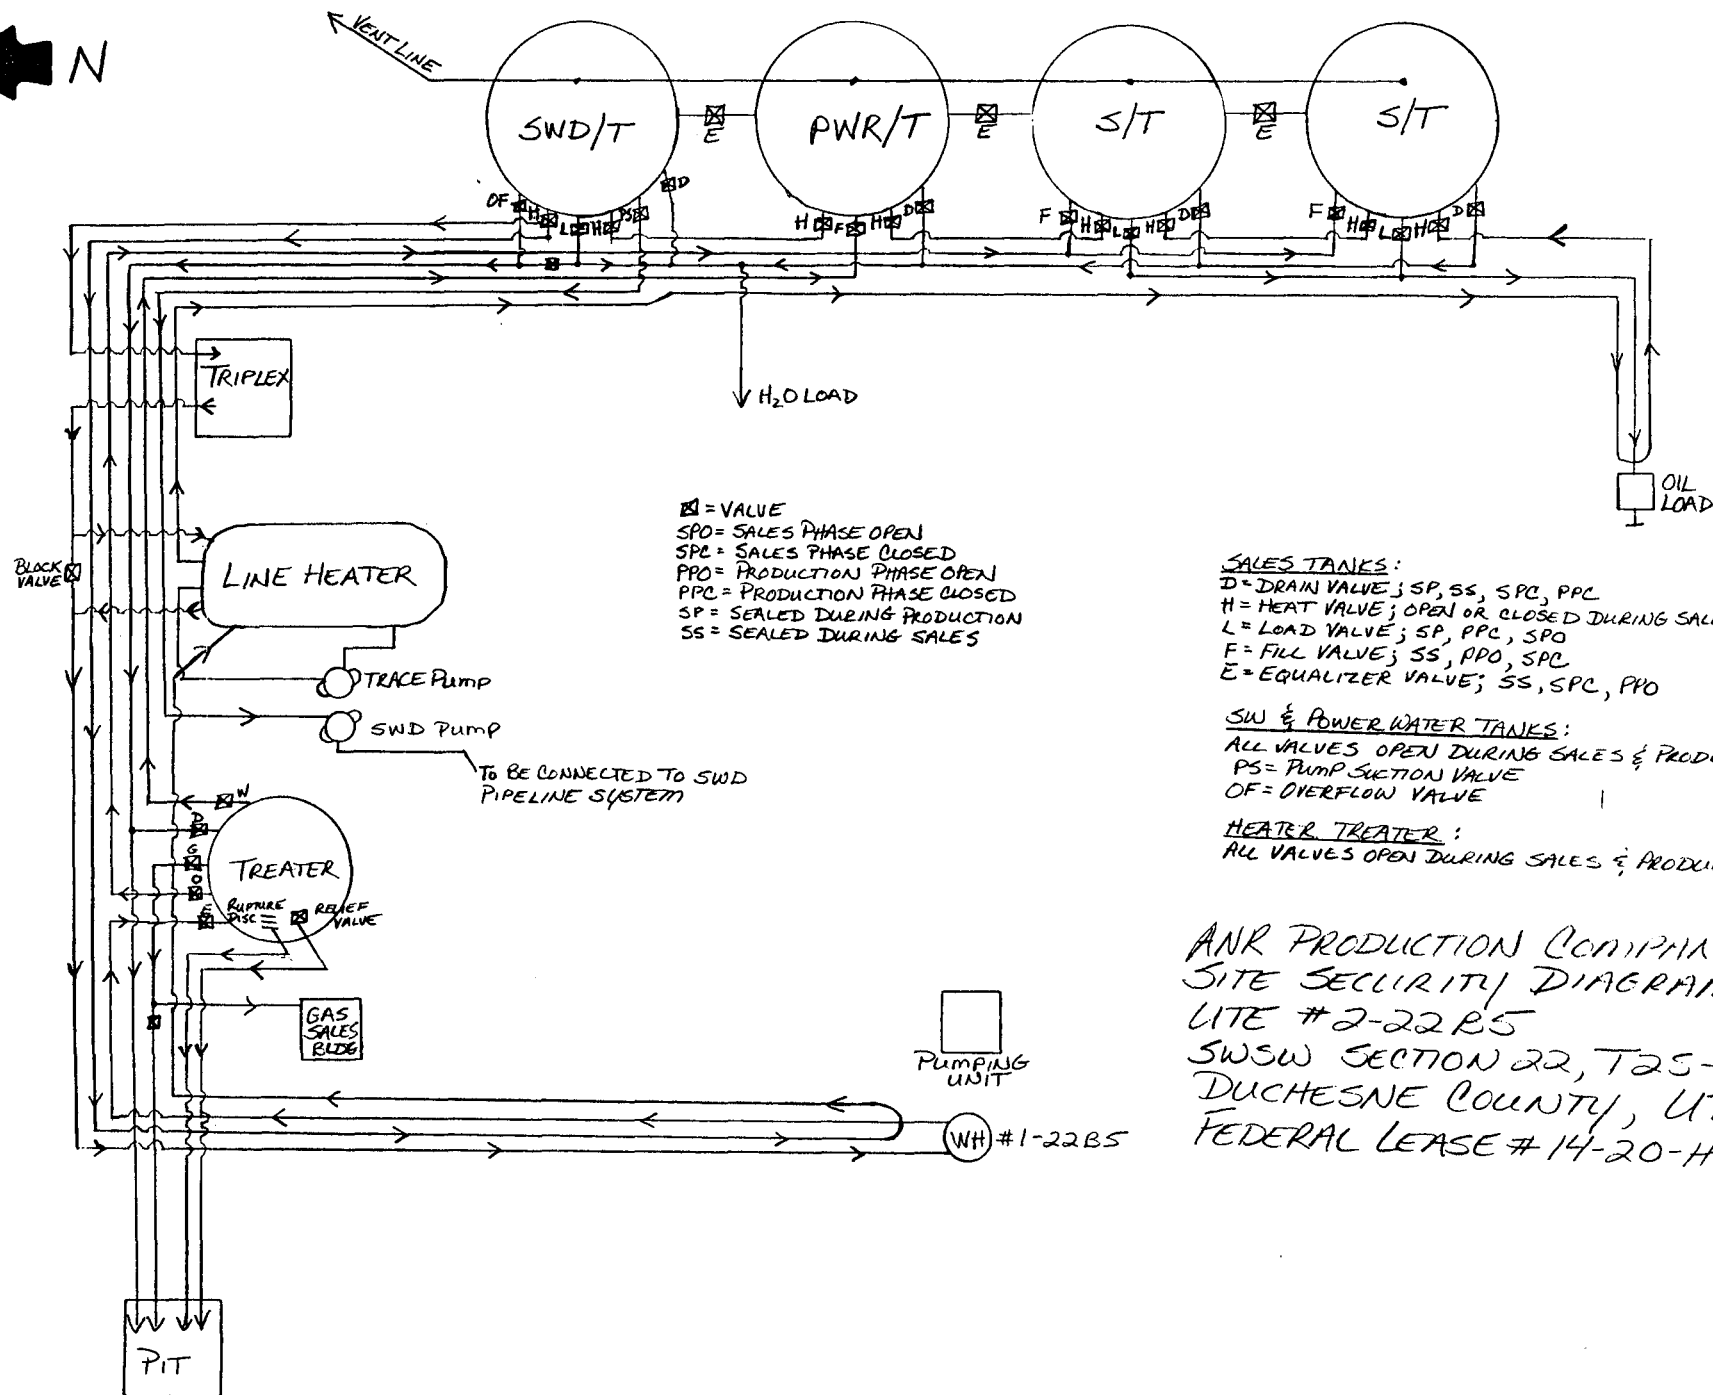 N
VENT LINE
SWD/T
PWR/T
S/T
S/T
E
E
E
OF
H
L
H
PS
D
H
F
H
D
F
H
L
H
D
F
H
L
H
D
TRIPLEX
H2O LOAD
OIL
LOAD
BLOCK
VALVE
LINE HEATER
TRACE PUMP
SWD PUMP
TO BE CONNECTED TO SWD
PIPELINE SYSTEM
= VALVE
SPO = SALES PHASE OPEN
SPC = SALES PHASE CLOSED
PPO = PRODUCTION PHASE OPEN
PPC = PRODUCTION PHASE CLOSED
SP = SEALED DURING PRODUCTION
SS = SEALED DURING SALES
SALES TANKS:
D = DRAIN VALVE; SP, SS, SPC, PPC
H = HEAT VALVE; OPEN OR CLOSED DURING SAL
L = LOAD VALVE; SP, PPC, SPO
F = FILL VALVE; SS, PPO, SPC
E = EQUALIZER VALVE; SS, SPC, PPO
SW & POWER WATER TANKS:
ALL VALVES OPEN DURING SALES & PROD
PS = PUMP SUCTION VALVE
OF = OVERFLOW VALVE
HEATER TREATER:
ALL VALVES OPEN DURING SALES & PRODU
W
D
G
O
E
TREATER
RUPTURE
DISC
RELIEF
VALVE
GAS
SALES
BLDG
PUMPING
UNIT
WH #1-22B5
PIT
ANR PRODUCTION COMPAN
SITE SECURITY DIAGRAM
UTE #2-22B5
SWSW SECTION 22, T2S-
DUCHESNE COUNTY, UT
FEDERAL LEASE # 14-20-H